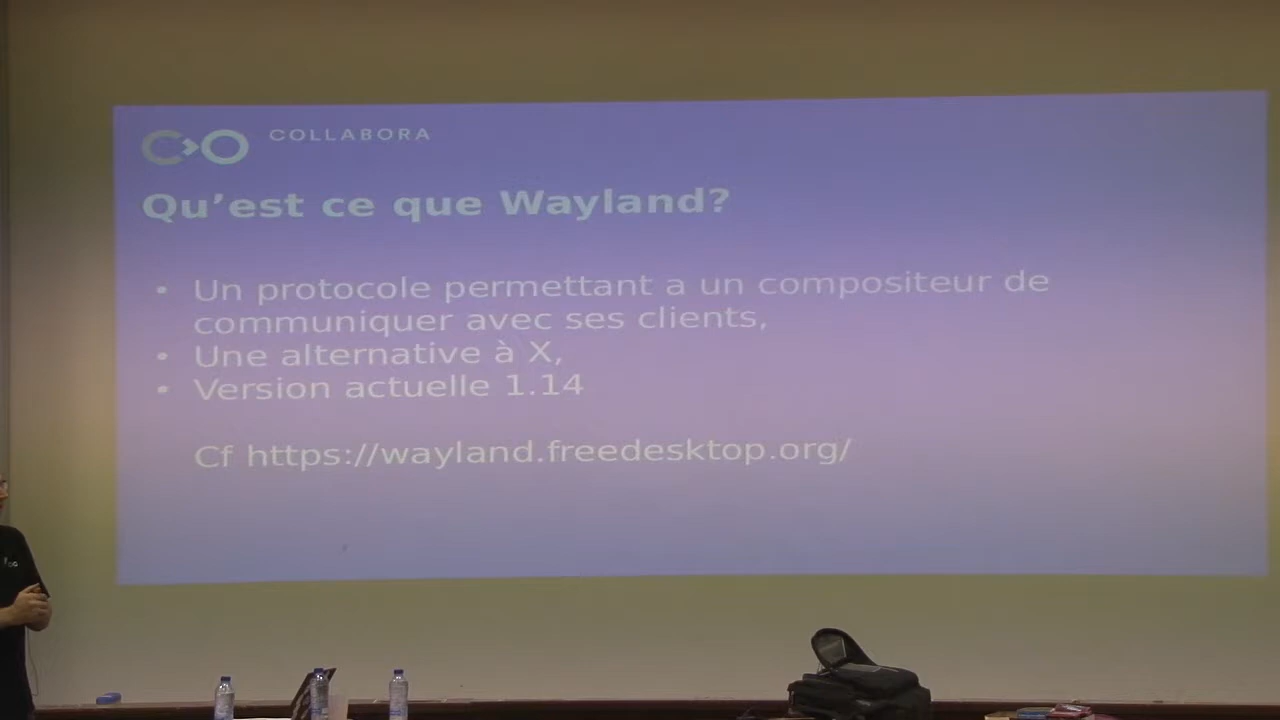 COLLABORA
Qu’est ce que Wayland?
• Un protocole permettant a un compositeur de
communiquer avec ses clients,
• Une alternative à X,
• Version actuelle 1.14
Cf https://wayland.freedesktop.org/